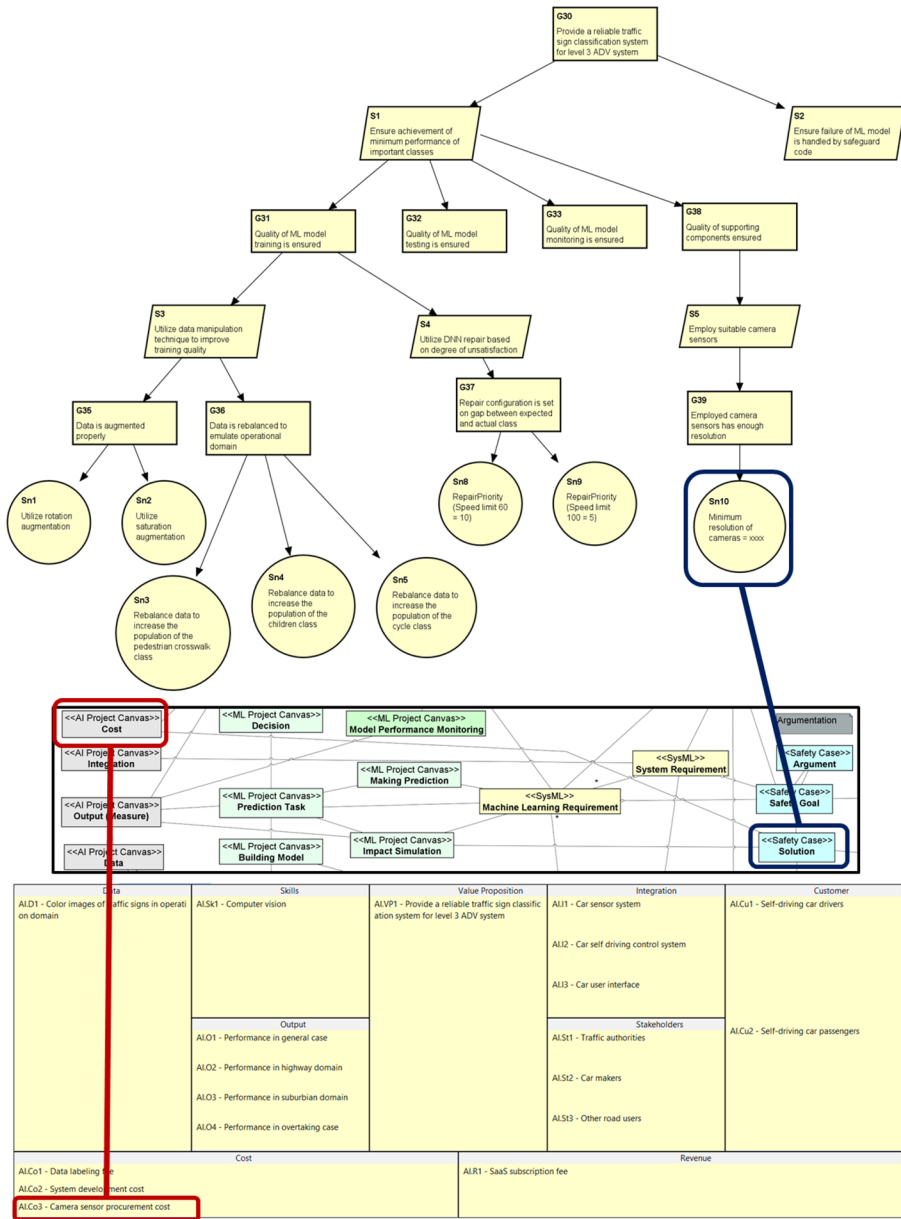 G30
Provide a reliable traffic
sign classification system
for level 3 ADV system
S1
Ensure achievement of
minimum performance of
important classes
S2
Ensure failure of ML model
is handled by safeguard
code
G31
Quality of ML model
training is ensured
G32
Quality of ML model
testing is ensured
G33
Quality of ML model
monitoring is ensured
G38
Quality of supporting
components ensured
S3
Utilize data manipulation
technique to improve
training quality
S4
Utilize DNN repair based
on degree of unsatisfaction
S5
Employ suitable camera
sensors
G35
Data is augmented
properly
G36
Data is rebalanced to
emulate operational
domain
G37
Repair configuration is set
on gap between expected
and actual class
G39
Employed camera
sensors has enough
resolution
Sn1
Utilize rotation
augmentation
Sn2
Utilize
saturation
augmentation
Sn8
RepairPriority
(Speed limit 60
= 10)
Sn9
RepairPriority
(Speed limit
100 = 5)
Sn10
Minimum
resolution of
cameras = xxxx
Sn3
Rebalance data to
increase the
population of the
pedestrian crosswalk
class
Sn4
Rebalance data to
increase the
population of the
children class
Sn5
Rebalance data to
increase the
population of the
cycle class
<<AI Project Canvas>>
Cost
<<ML Project Canvas>>
Decision
<<ML Project Canvas>>
Model Performance Monitoring
Argumentation
<<AI Project Canvas>>
Integration
<<ML Project Canvas>>
Making Prediction
<<SysML>>
System Requirement
<<Safety Case>>
Argument
<<AI Project Canvas>>
Output (Measure)
<<ML Project Canvas>>
Prediction Task
<<SysML>>
Machine Learning Requirement
<<Safety Case>>
Safety Goal
<<AI Project Canvas>>
Data
<<ML Project Canvas>>
Building Model
<<ML Project Canvas>>
Impact Simulation
<<Safety Case>>
Solution
*
*
Data
AI.D1 - Color images of traffic signs in operati
on domain
Skills
AI.Sk1 - Computer vision
Output
AI.O1 - Performance in general case
AI.O2 - Performance in highway domain
AI.O3 - Performance in suburbian domain
AI.O4 - Performance in overtaking case
Value Proposition
AI.VP1 - Provide a reliable traffic sign classific
ation system for level 3 ADV system
Integration
AI.I1 - Car sensor system
AI.I2 - Car self driving control system
AI.I3 - Car user interface
Stakeholders
AI.St1 - Traffic authorities
AI.St2 - Car makers
AI.St3 - Other road users
Customer
AI.Cu1 - Self-driving car drivers
AI.Cu2 - Self-driving car passengers
Cost
AI.Co1 - Data labeling fee
AI.Co2 - System development cost
AI.Co3 - Camera sensor procurement cost
Revenue
AI.R1 - SaaS subscription fee